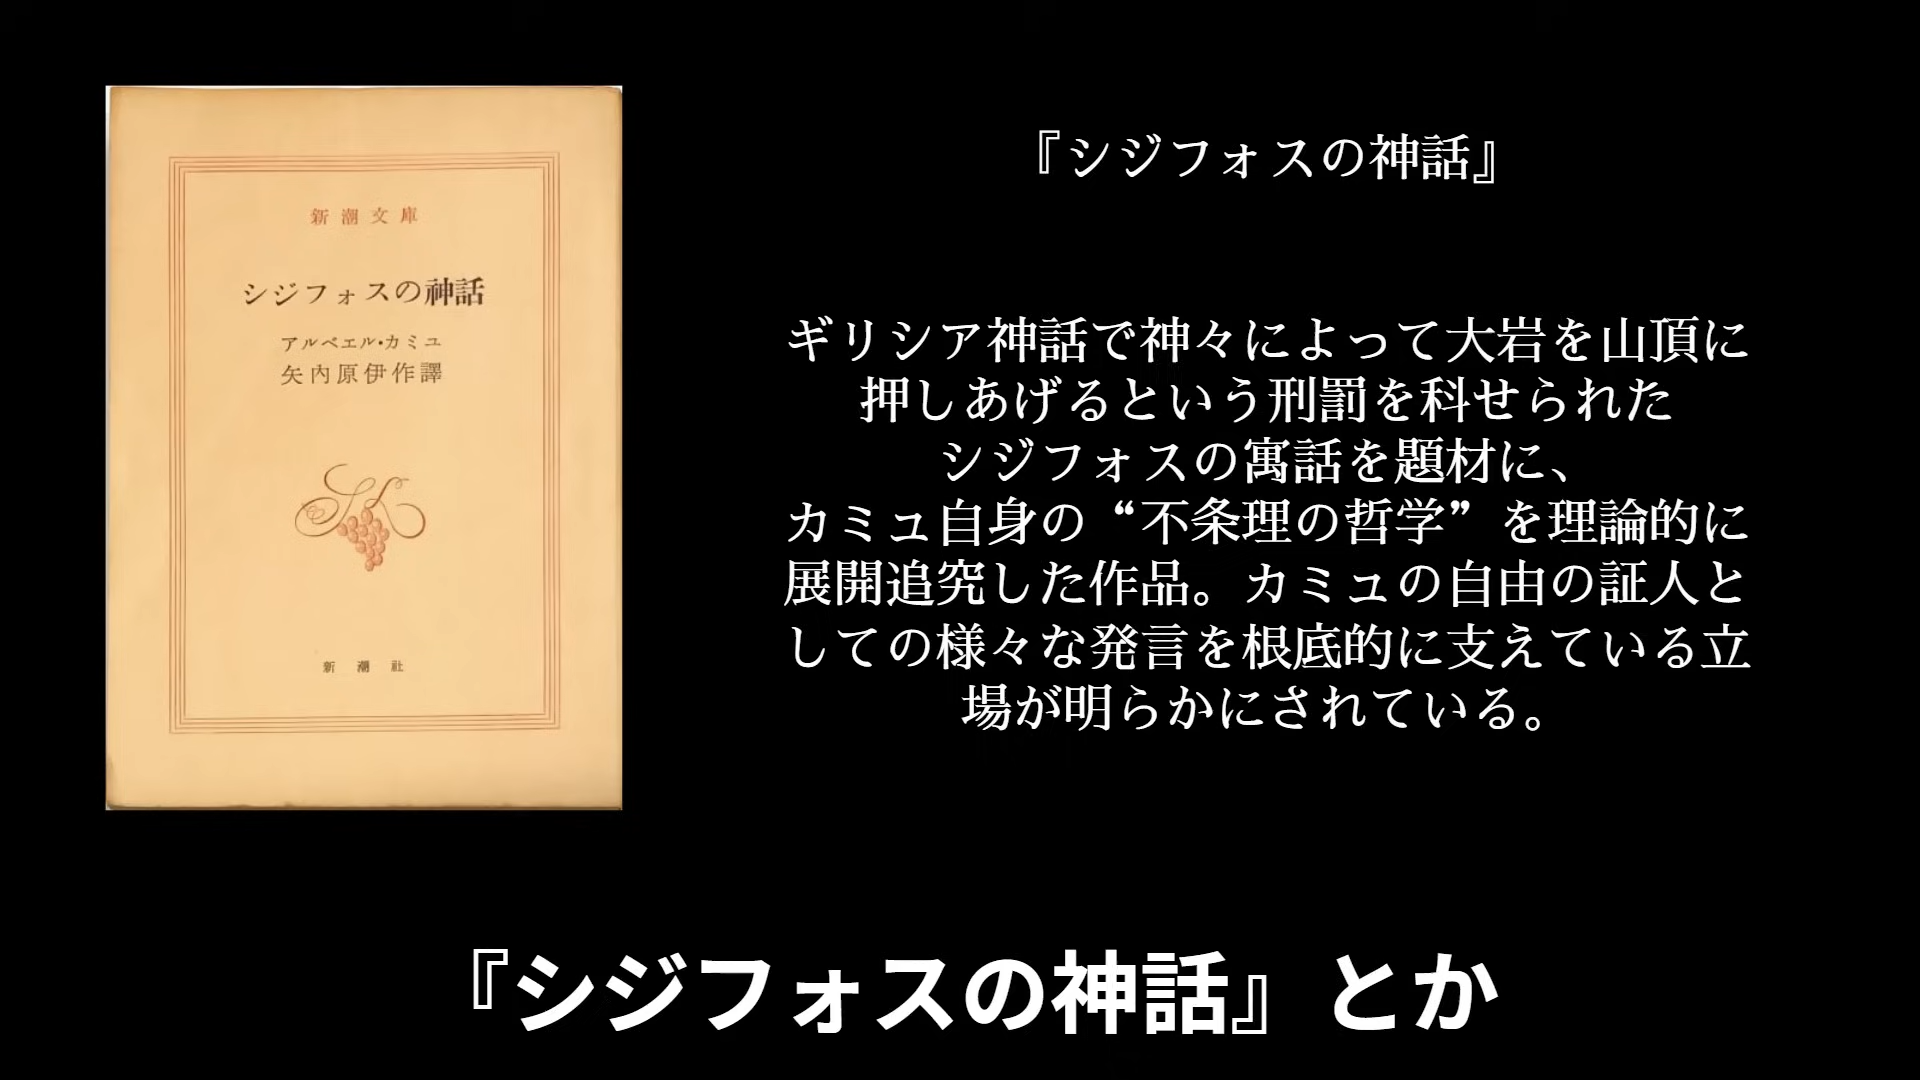 新潮文庫
シジフォスの神話
アルベエル・カミユ
矢内原伊作譯
新潮社
『シジフォスの神話』
ギリシア神話で神々によって大岩を山頂に
押しあげるという刑罰を科せられた
シジフォスの寓話を題材に、
カミュ自身の“不条理の哲学”を理論的に
展開追究した作品。カミュの自由の証人と
しての様々な発言を根底的に支えている立
場が明らかにされている。
『シジフォスの神話』とか